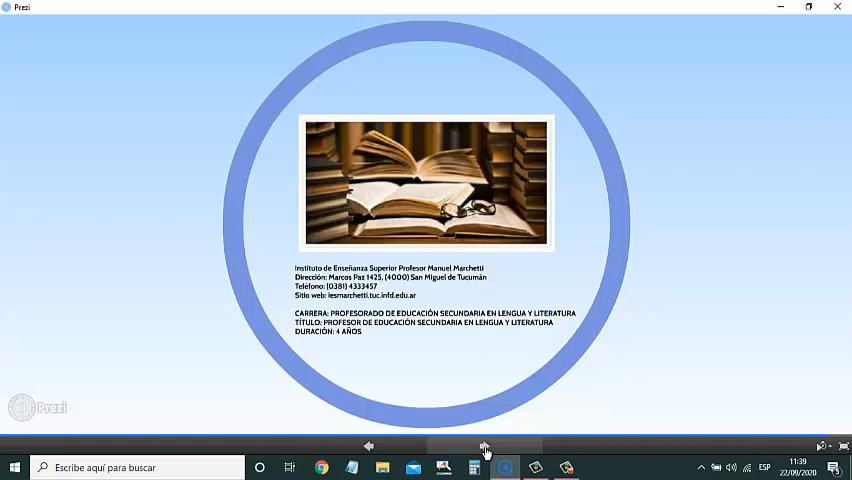 Prezi
Instituto de Enseñanza Superior Profesor Manuel Marchetti
Dirección: Marcos Paz 1425, (4000) San Miguel de Tucumán
Teléfono: (0381) 4333457
Sitio web: iesmarchetti.tuc.infd.edu.ar
CARRERA: PROFESORADO DE EDUCACIÓN SECUNDARIA EN LENGUA Y LITERATURA
TÍTULO: PROFESOR DE EDUCACIÓN SECUNDARIA EN LENGUA Y LITERATURA
DURACIÓN: 4 AÑOS
Prezi
Escribe aquí para buscar
ESP
11:39
22/09/2020